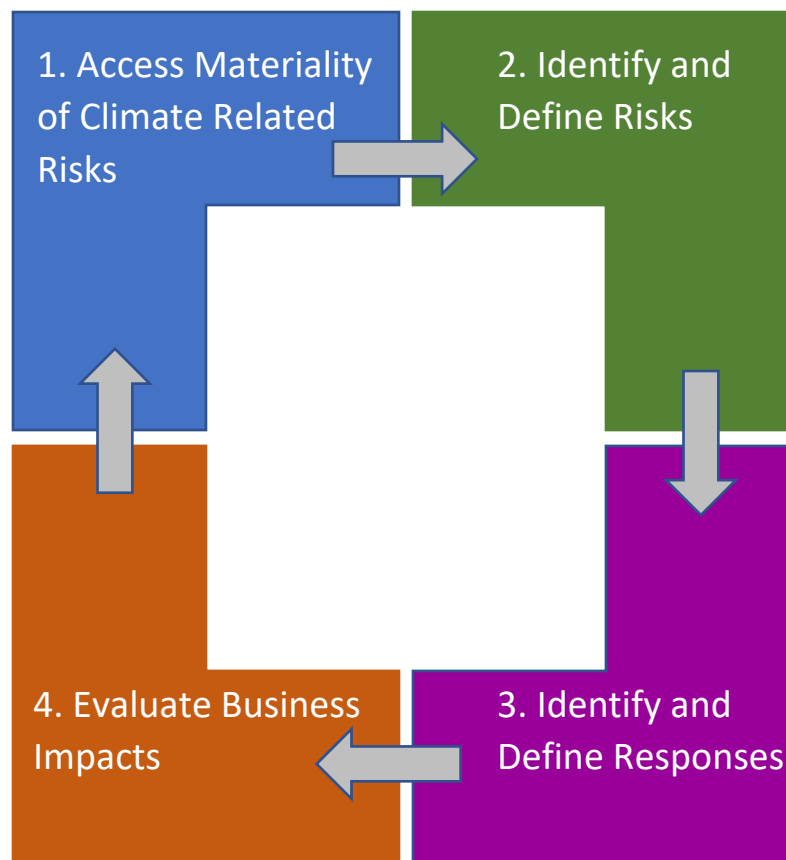 1. Access Materiality
of Climate Related
Risks
2. Identify and
Define Risks
3. Identify and
Define Responses
4. Evaluate Business
Impacts